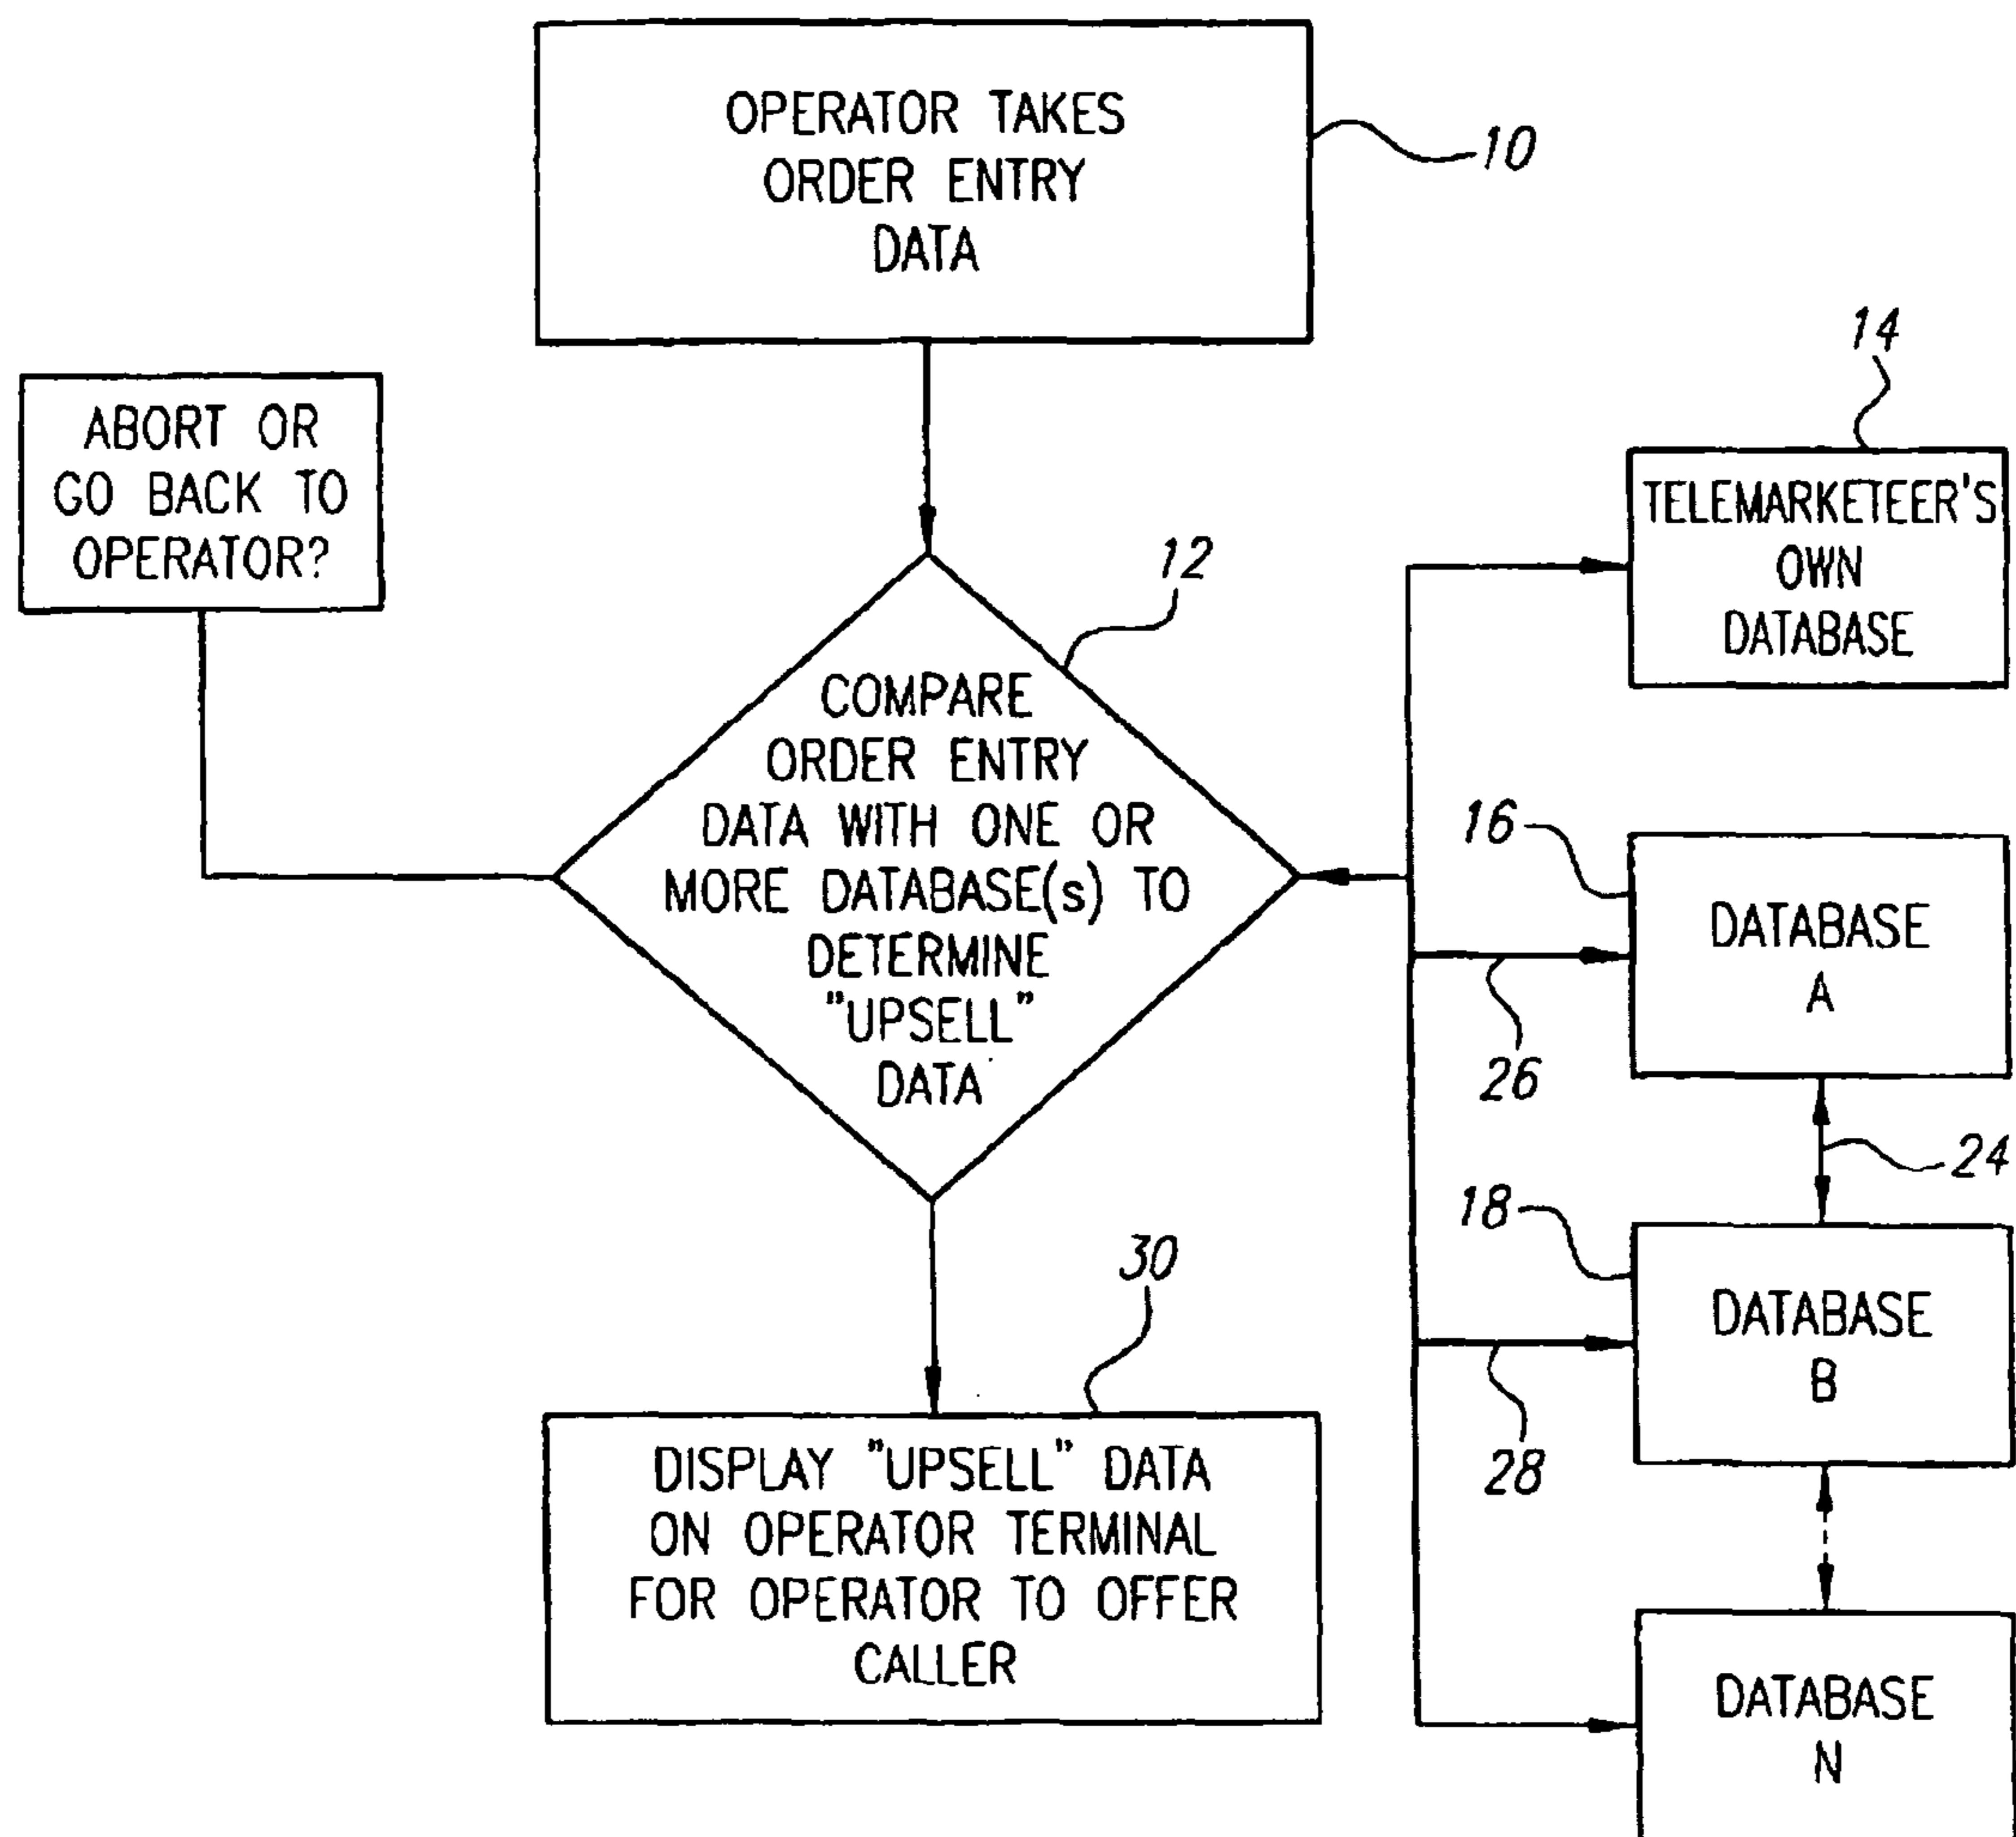 OPERATOR TAKES
ORDER ENTRY
DATA
10
ABORT OR
GO BACK TO
OPERATOR?
12
COMPARE
ORDER ENTRY
DATA WITH ONE OR
MORE DATABASE(s) TO
DETERMINE
"UPSELL"
DATA
14
TELEMARKETEER'S
OWN
DATABASE
16
DATABASE
A
26
24
18
DATABASE
B
28
30
DISPLAY "UPSELL" DATA
ON OPERATOR TERMINAL
FOR OPERATOR TO OFFER
CALLER
DATABASE
N